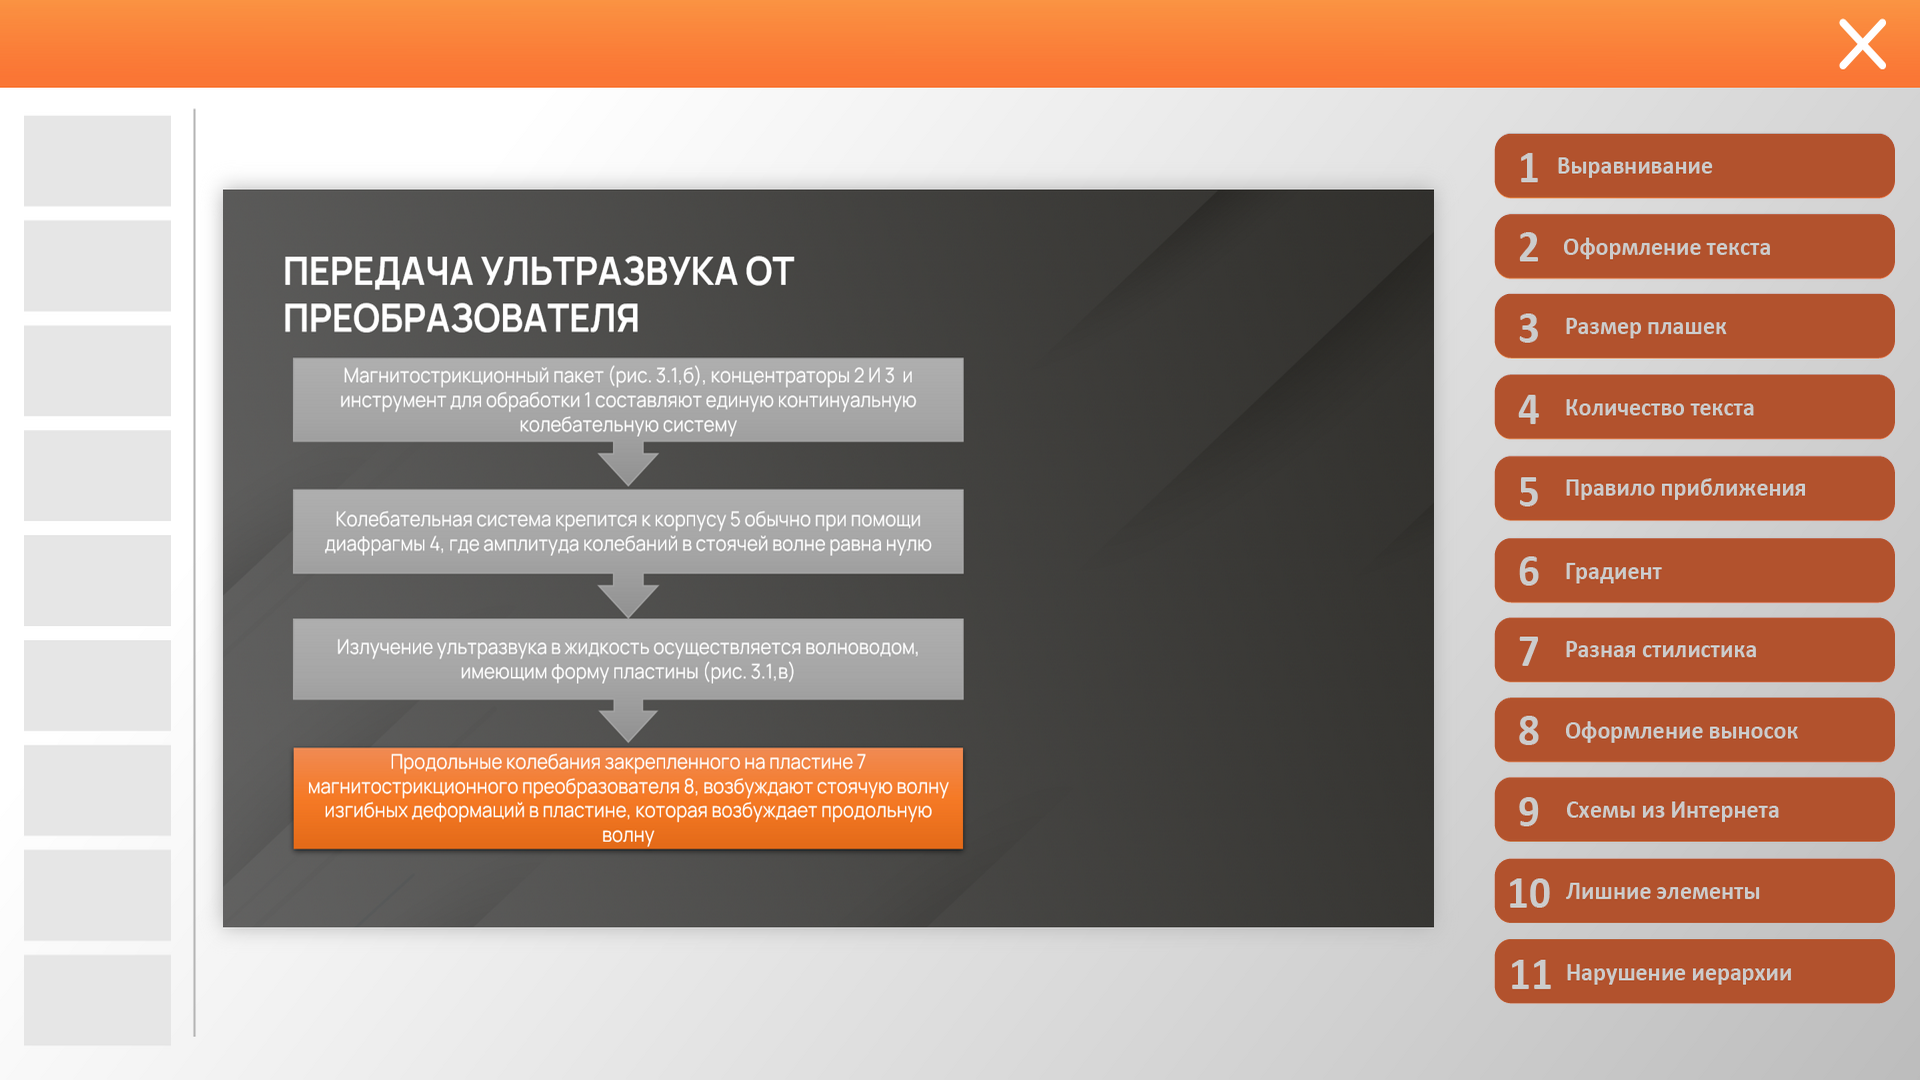 ПЕРЕДАЧА УЛЬТРАЗВУКА ОТ
ПРЕОБРАЗОВАТЕЛЯ
Магнитострикционный пакет (рис. 3.1,б), концентраторы 2 И 3 и
инструмент для обработки 1 составляют единую континуальную
колебательную систему
Колебательная система крепится к корпусу 5 обычно при помощи
диафрагмы 4, где амплитуда колебаний в стоячей волне равна нулю
Излучение ультразвука в жидкость осуществляется волноводом,
имеющим форму пластины (рис. 3.1,в)
Продольные колебания закрепленного на пластине 7
магнитострикционного преобразователя 8, возбуждают стоячую волну
изгибных деформаций в пластине, которая возбуждает продольную
волну
1 Выравнивание
2 Оформление текста
3 Размер плашек
4 Количество текста
5 Правило приближения
6 Градиент
7 Разная стилистика
8 Оформление выносок
9 Схемы из Интернета
10 Лишние элементы
11 Нарушение иерархии